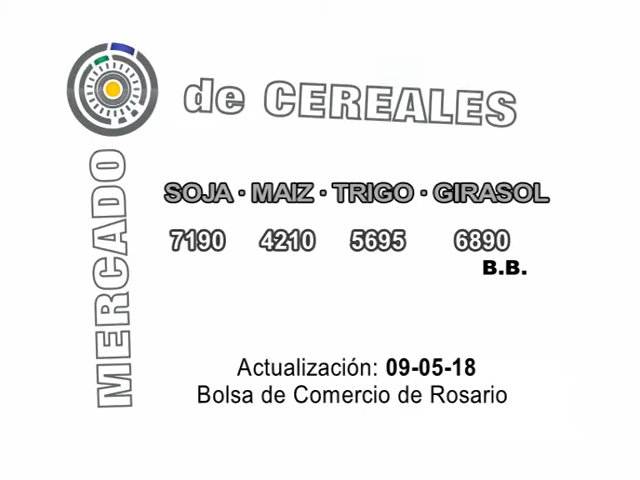 MERCADO
de CEREALES
SOJA · MAIZ · TRIGO · GIRASOL
7190 4210 5695 6890
B.B.
Actualización: 09-05-18
Bolsa de Comercio de Rosario